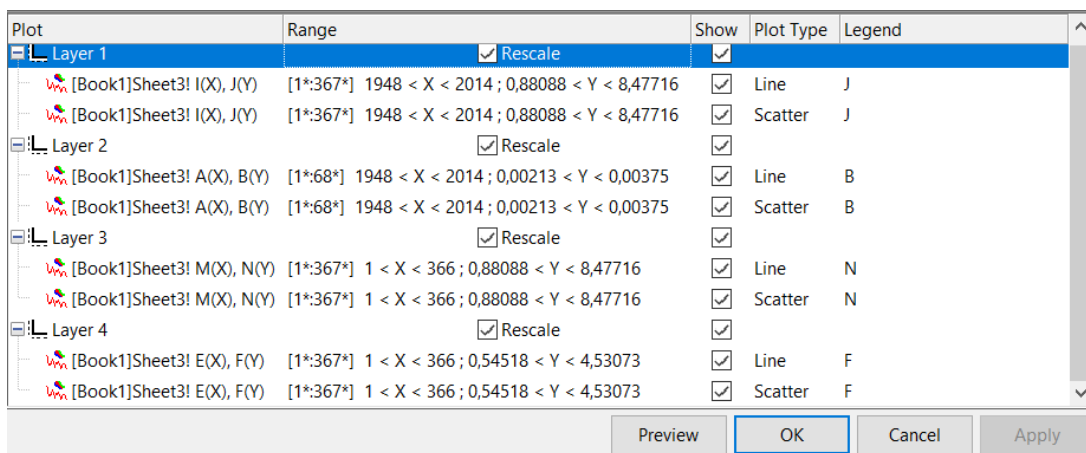 Plot Range Show Plot Type Legend
Layer 1 Rescale
[Book1]Sheet3! I(X), J(Y) [1*:367*] 1948 < X < 2014 ; 0,88088 < Y < 8,47716 Line J
[Book1]Sheet3! I(X), J(Y) [1*:367*] 1948 < X < 2014 ; 0,88088 < Y < 8,47716 Scatter J
Layer 2 Rescale
[Book1]Sheet3! A(X), B(Y) [1*:68*] 1948 < X < 2014 ; 0,00213 < Y < 0,00375 Line B
[Book1]Sheet3! A(X), B(Y) [1*:68*] 1948 < X < 2014 ; 0,00213 < Y < 0,00375 Scatter B
Layer 3 Rescale
[Book1]Sheet3! M(X), N(Y) [1*:367*] 1 < X < 366 ; 0,88088 < Y < 8,47716 Line N
[Book1]Sheet3! M(X), N(Y) [1*:367*] 1 < X < 366 ; 0,88088 < Y < 8,47716 Scatter N
Layer 4 Rescale
[Book1]Sheet3! E(X), F(Y) [1*:367*] 1 < X < 366 ; 0,54518 < Y < 4,53073 Line F
[Book1]Sheet3! E(X), F(Y) [1*:367*] 1 < X < 366 ; 0,54518 < Y < 4,53073 Scatter F
Preview OK Cancel Apply